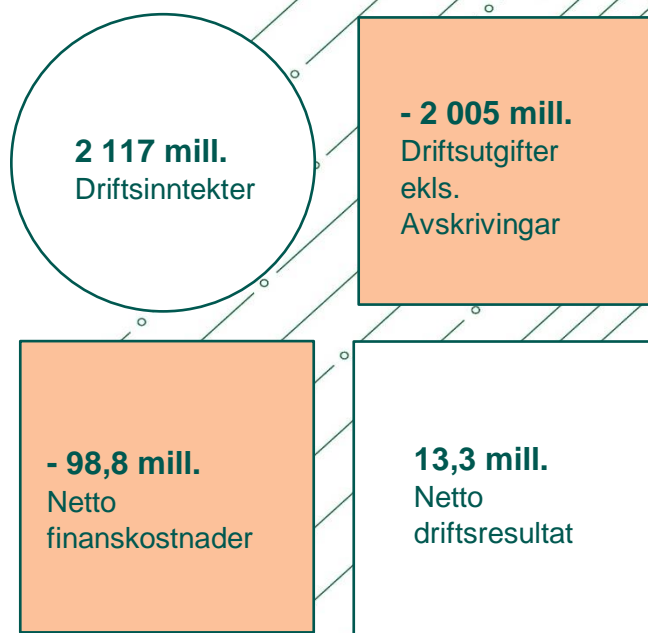 2 117 mill.
Driftsinntekter
- 2 005 mill.
Driftsutgifter
ekls.
Avskrivingar
- 98,8 mill.
Netto
finanskostnader
13,3 mill.
Netto
driftsresultat